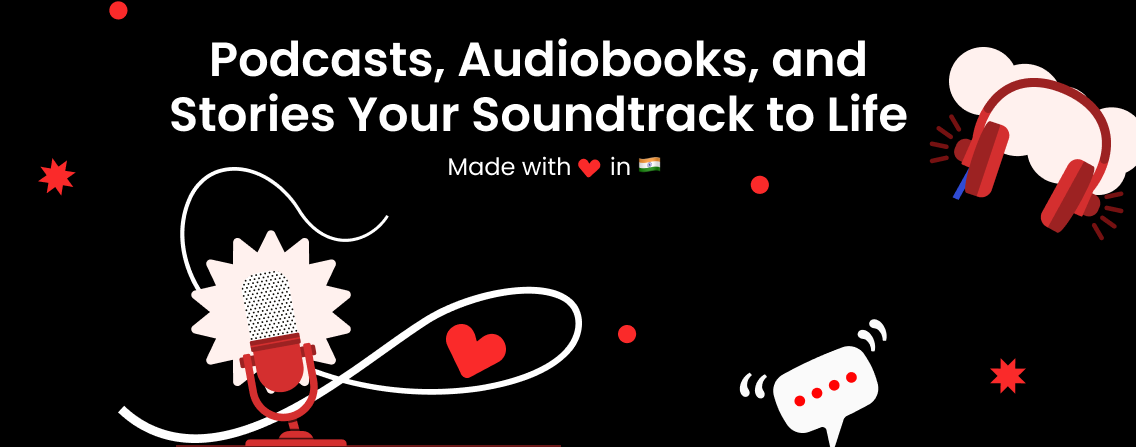 Podcasts, Audiobooks, and
Stories Your Soundtrack to Life
Made with ❤️ in 🇮🇳